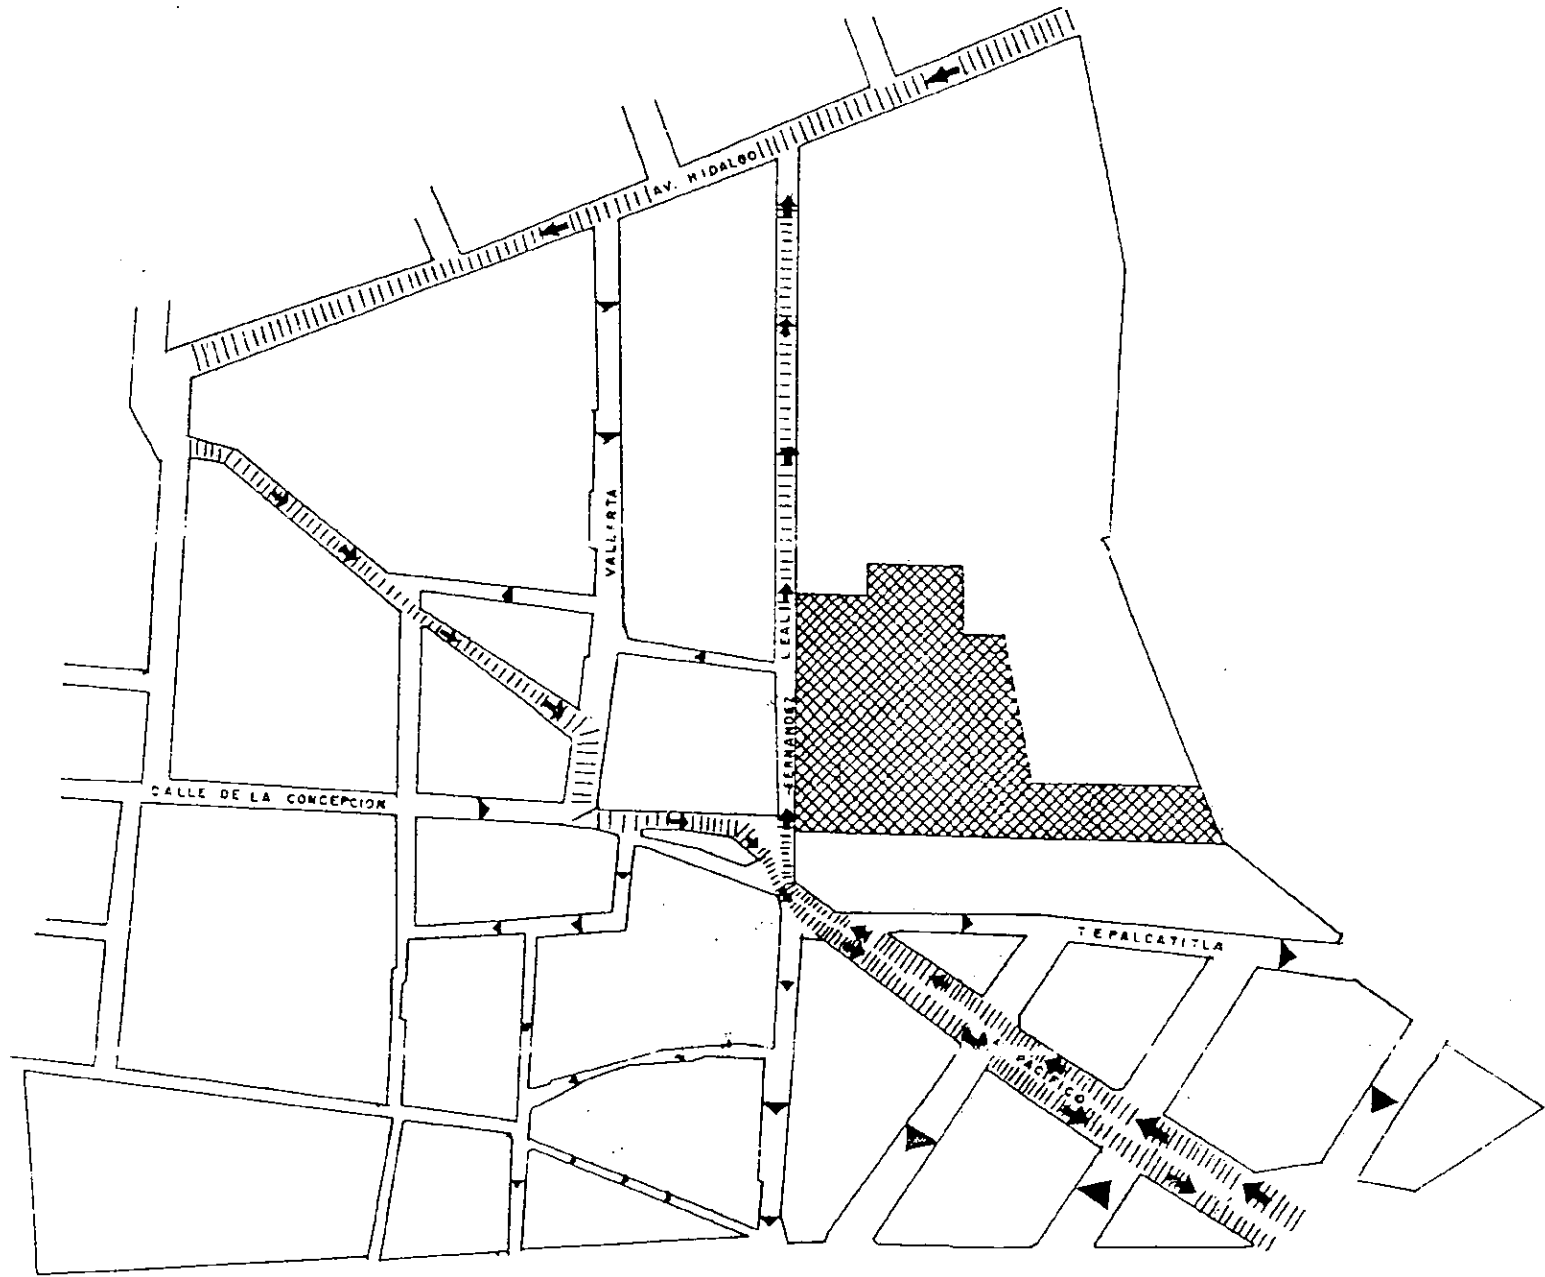 AV. HIDALGO
VALLARTA
FERNANDEZ LEAL
CALLE DE LA CONCEPCION
TEPALCATITLA
PACIFICO